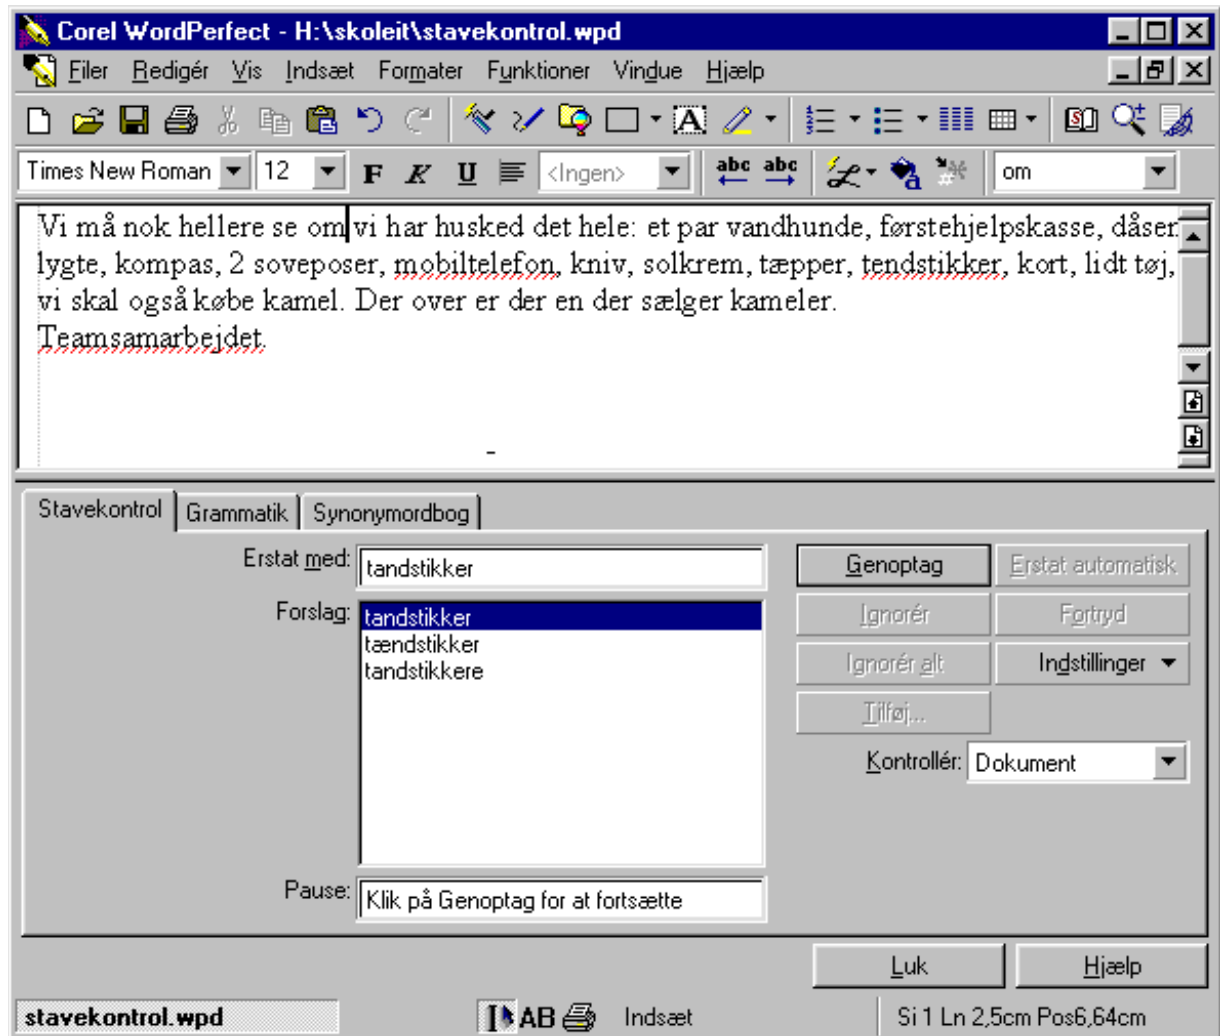 Corel WordPerfect - H:\skoleit\stavekontrol.wpd
Filer Redigér Vis Indsæt Formater Funktioner Vindue Hjælp
Times New Roman 12 F K U <Ingen> abc abc om
Vi må nok hellere se om vi har husked det hele: et par vandhunde, førstehjelpskasse, dåser
lygte, kompas, 2 soveposer, mobiltelefon, kniv, solkrem, tæpper, tendstikker, kort, lidt tøj,
vi skal også købe kamel. Der over er der en der sælger kameler.
Teamsamarbejdet.
Stavekontrol Grammatik Synonymordbog
Erstat med: tandstikker Genoptag Erstat automatisk
Forslag: tandstikker Ignorér Fortryd
tændstikker
tandstikkere Ignorér alt Indstillinger
Tilføj...
Kontrollér: Dokument
Pause: Klik på Genoptag for at fortsætte
Luk Hjælp
stavekontrol.wpd AB Indsæt Si 1 Ln 2,5cm Pos6,64cm